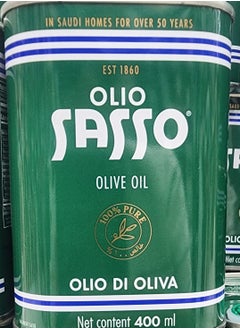 IN SAUDI HOMES FOR OVER 50 YEARS
EST 1860
OLIO
SASSO®
OLIVE OIL
100% PURE
OLIO DI OLIVA
Net content 400 ml